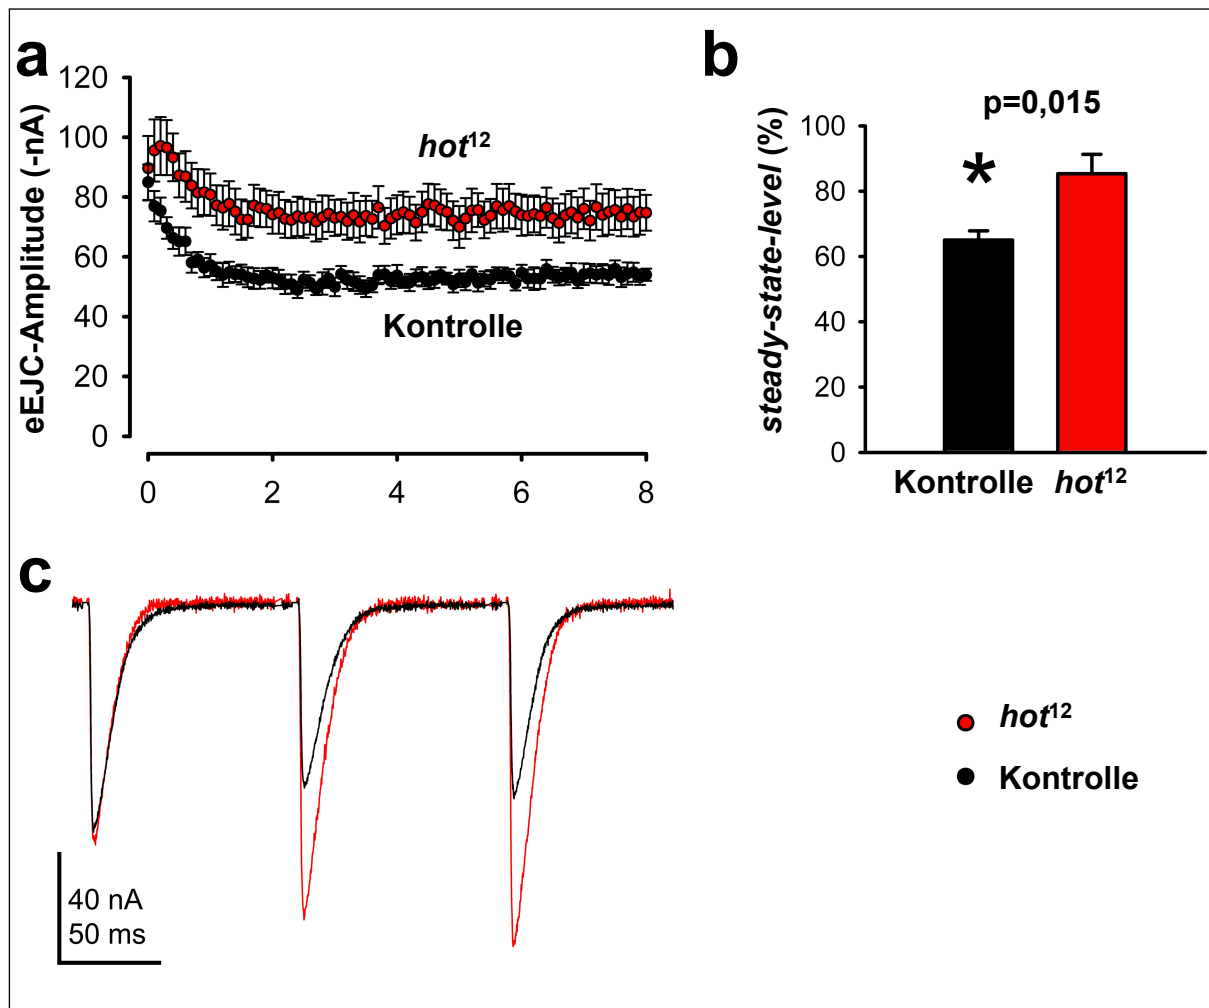 a
eEJC-Amplitude (-nA)
120
100
80
60
40
20
0
hot¹²
Kontrolle
0 2 4 6 8
b
p=0,015
steady-state-level (%)
100
80
60
40
20
0
*
Kontrolle hot¹²
c
40 nA
50 ms
hot¹²
Kontrolle